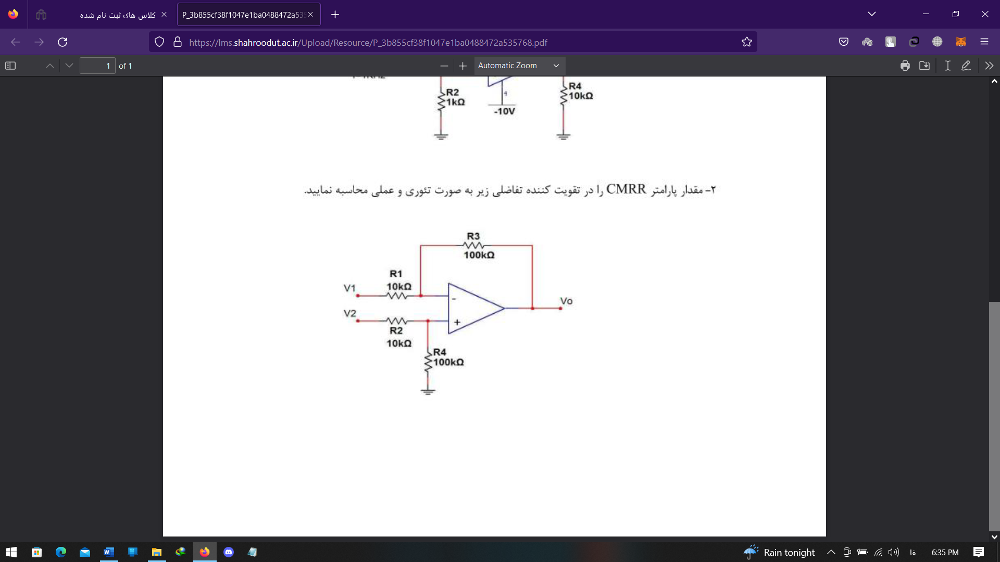 کلاس های ثبت نام شده
P_3b855cf38f1047e1ba0488472a535
https://lms.shahroodut.ac.ir/Upload/Resource/P_3b855cf38f1047e1ba0488472a535768.pdf
1 of 1
Automatic Zoom
R2
1kΩ
4
-10V
R4
10kΩ
۲- مقدار پارامتر CMRR را در تقویت کننده تفاضلی زیر به صورت تئوری و عملی محاسبه نمایید.
R3
100kΩ
R1
10kΩ
V1
-
Vo
V2
+
R2
10kΩ
R4
100kΩ
Rain tonight
فا
6:35 PM